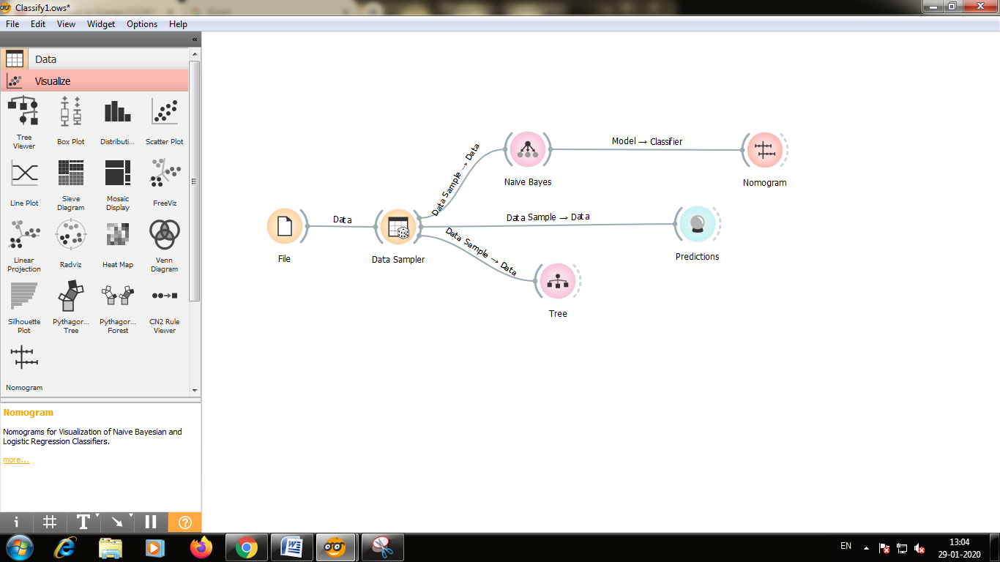 Classify1.ows*
File Edit View Widget Options Help
«
Data
Visualize
Tree Viewer
Box Plot
Distributi...
Scatter Plot
Line Plot
Sieve Diagram
Mosaic Display
FreeViz
Linear Projection
Radviz
Heat Map
Venn Diagram
Silhouette Plot
Pythagor... Tree
Pythagor... Forest
CN2 Rule Viewer
Nomogram
Nomogram
Nomograms for Visualization of Naive Bayesian and
Logistic Regression Classifiers.
more...
File
Data
Data Sampler
Data Sample → Data
Naive Bayes
Model → Classifier
Nomogram
Data Sample → Data
Predictions
Data Sample → Data
Tree
EN
13:04
29-01-2020